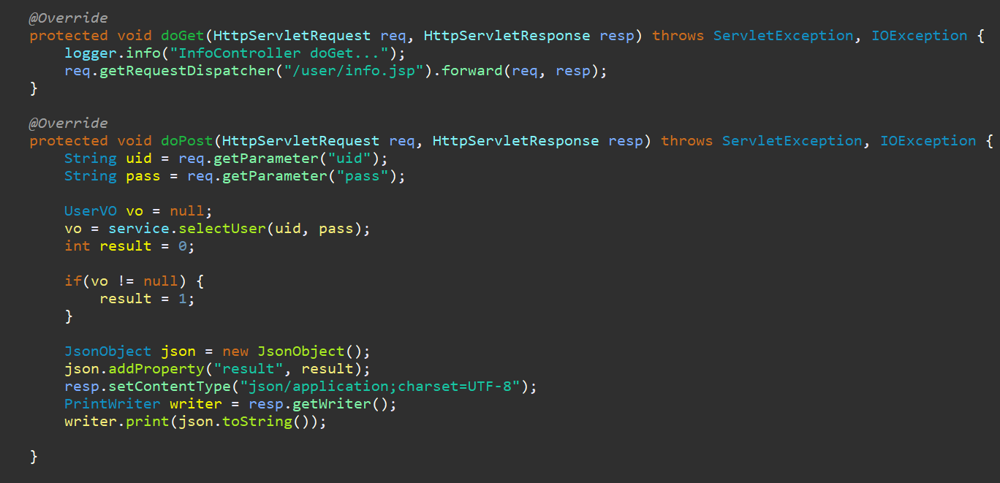 @Override
protected void doGet(HttpServletRequest req, HttpServletResponse resp) throws ServletException, IOException {
    logger.info("InfoController doGet...");
    req.getRequestDispatcher("/user/info.jsp").forward(req, resp);
}

@Override
protected void doPost(HttpServletRequest req, HttpServletResponse resp) throws ServletException, IOException {
    String uid = req.getParameter("uid");
    String pass = req.getParameter("pass");

    UserVO vo = null;
    vo = service.selectUser(uid, pass);
    int result = 0;

    if(vo != null) {
        result = 1;
    }

    JsonObject json = new JsonObject();
    json.addProperty("result", result);
    resp.setContentType("json/application;charset=UTF-8");
    PrintWriter writer = resp.getWriter();
    writer.print(json.toString());

}